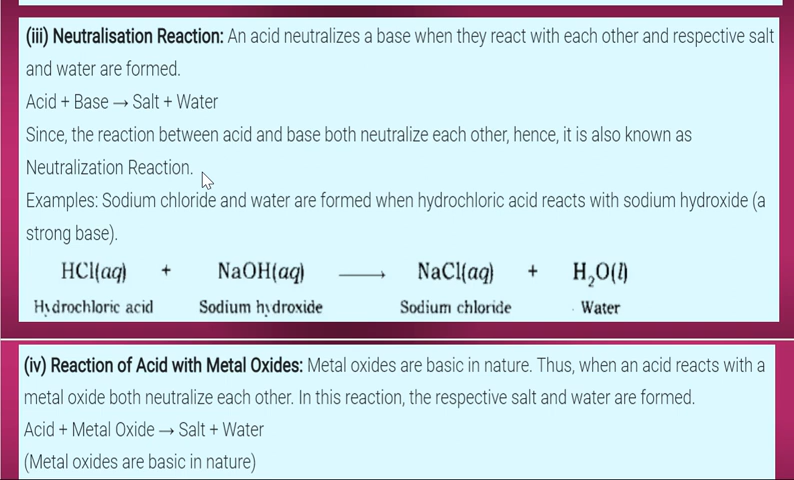 (iii) Neutralisation Reaction: An acid neutralizes a base when they react with each other and respective salt
and water are formed.
Acid + Base → Salt + Water
Since, the reaction between acid and base both neutralize each other, hence, it is also known as
Neutralization Reaction.
Examples: Sodium chloride and water are formed when hydrochloric acid reacts with sodium hydroxide (a
strong base).
HCl(aq) + NaOH(aq) ⟶ NaCl(aq) + H₂O(l)
Hydrochloric acid Sodium hydroxide Sodium chloride Water
(iv) Reaction of Acid with Metal Oxides: Metal oxides are basic in nature. Thus, when an acid reacts with a
metal oxide both neutralize each other. In this reaction, the respective salt and water are formed.
Acid + Metal Oxide → Salt + Water
(Metal oxides are basic in nature)